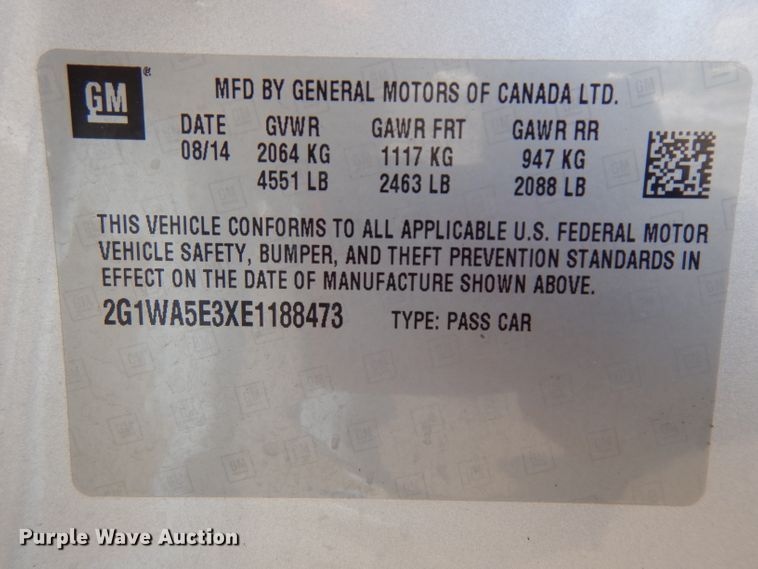 GM®
MFD BY GENERAL MOTORS OF CANADA LTD.
DATE GVWR GAWR FRT GAWR RR
08/14 2064 KG 1117 KG 947 KG
4551 LB 2463 LB 2088 LB
THIS VEHICLE CONFORMS TO ALL APPLICABLE U.S. FEDERAL MOTOR
VEHICLE SAFETY, BUMPER, AND THEFT PREVENTION STANDARDS IN
EFFECT ON THE DATE OF MANUFACTURE SHOWN ABOVE.
2G1WA5E3XE1188473 TYPE: PASS CAR
Purple Wave Auction